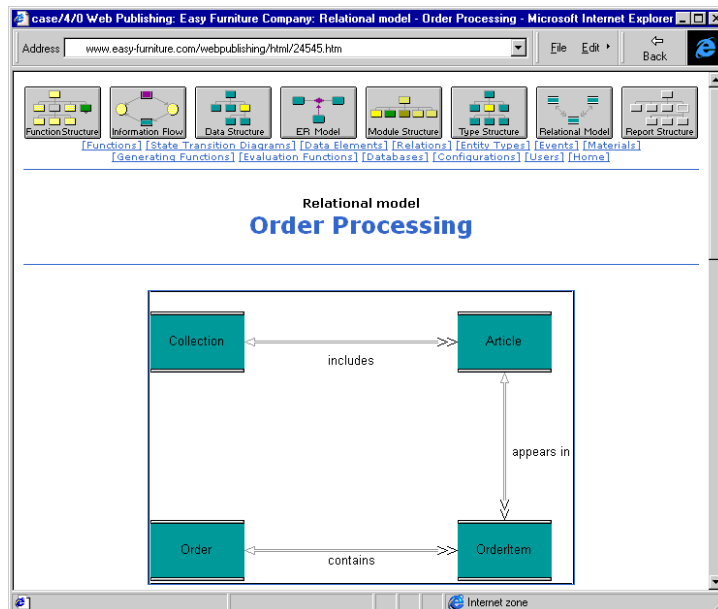 case/4/0 Web Publishing: Easy Furniture Company: Relational model - Order Processing - Microsoft Internet Explorer
Address www.easy-furniture.com/webpublishing/html/24545.htm File Edit Back
FunctionStructure Information Flow Data Structure ER Model Module Structure Type Structure Relational Model Report Structure
[Functions] [State Transition Diagrams] [Data Elements] [Relations] [Entity Types] [Events] [Materials]
[Generating Functions] [Evaluation Functions] [Databases] [Configurations] [Users] [Home]
Relational model
Order Processing
Collection Article
includes
appears in
Order OrderItem
contains
Internet zone